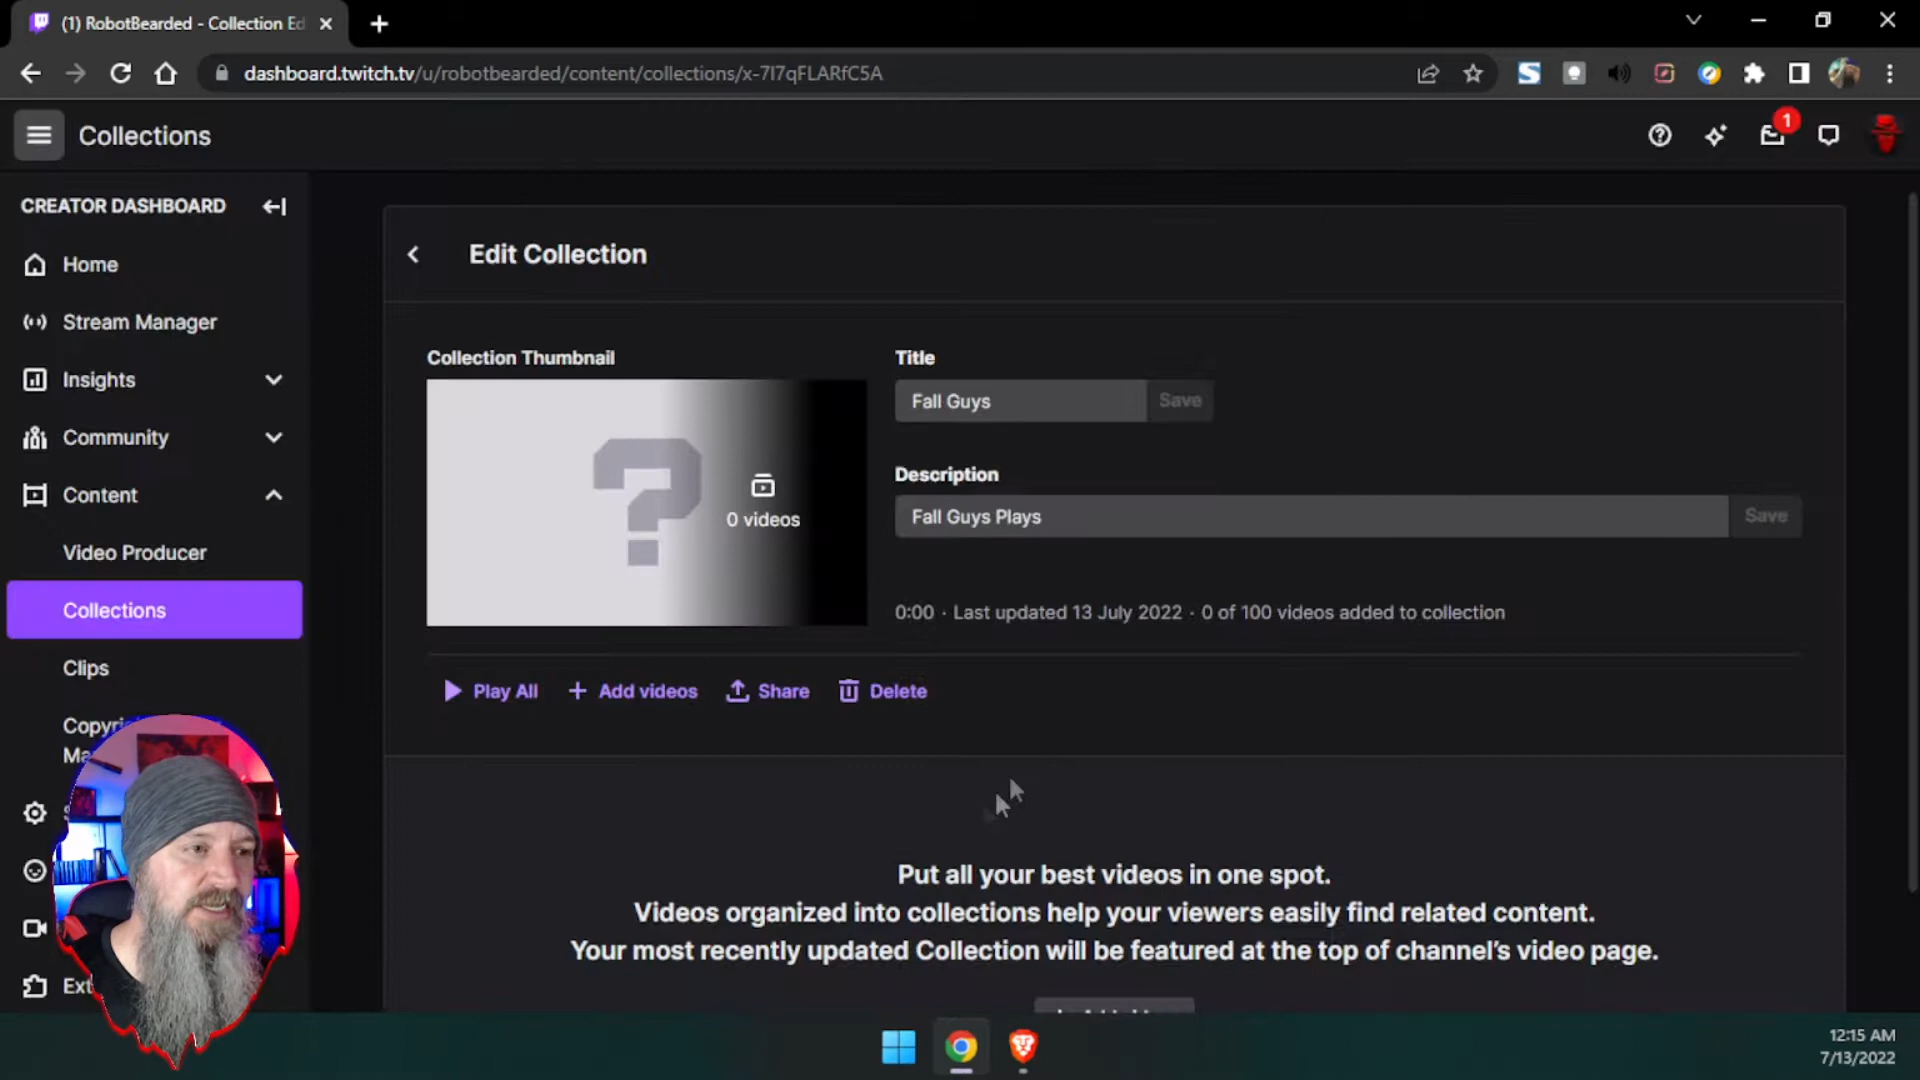 (1) RobotBearded - Collection Ed
dashboard.twitch.tv/u/robotbearded/content/collections/x-7I7qFLARfC5A
Collections
1
CREATOR DASHBOARD
Home
Stream Manager
Insights
Community
Content
Video Producer
Collections
Clips
Edit Collection
Collection Thumbnail
0 videos
Title
Fall Guys
Save
Description
Fall Guys Plays
Save
0:00 · Last updated 13 July 2022 · 0 of 100 videos added to collection
Play All
Add videos
Share
Delete
Put all your best videos in one spot.
Videos organized into collections help your viewers easily find related content.
Your most recently updated Collection will be featured at the top of channel's video page.
12:15 AM
7/13/2022